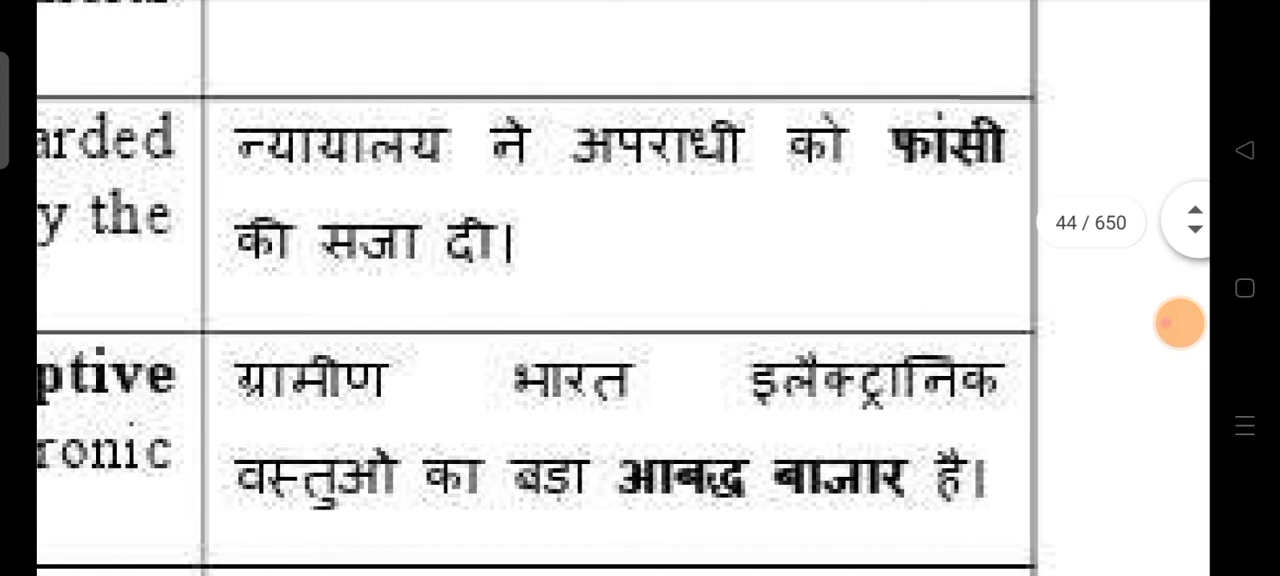 arded
y the
न्यायालय ने अपराधी को फांसी
की सजा दी।
44 / 650
ptive
ronic
ग्रामीण भारत इलैक्ट्रानिक
वस्तुओ का बडा आबद्ध बाजार है।